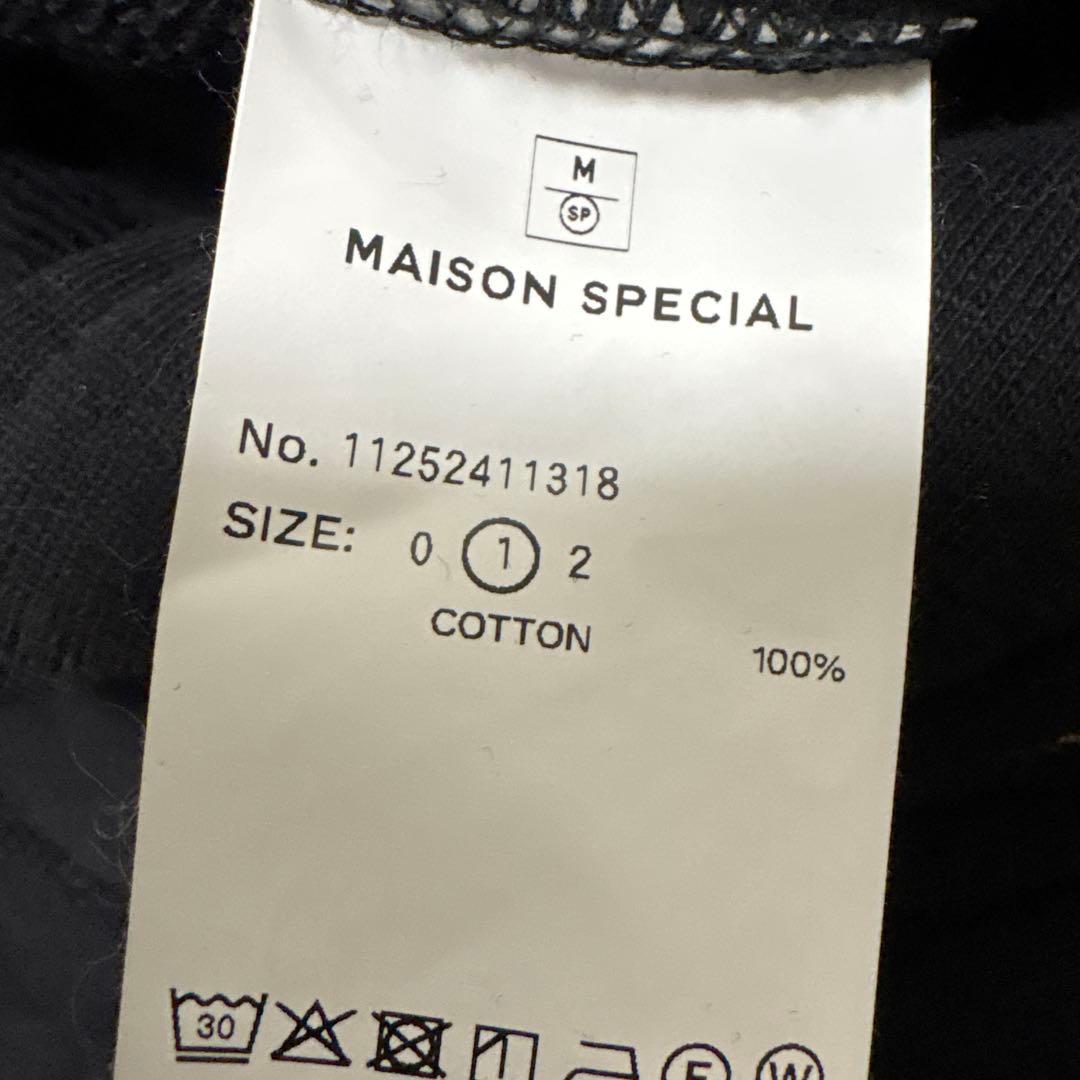 M
SP
MAISON SPECIAL
No. 11252411318
SIZE: 0 1 2
COTTON 100%
30
F W